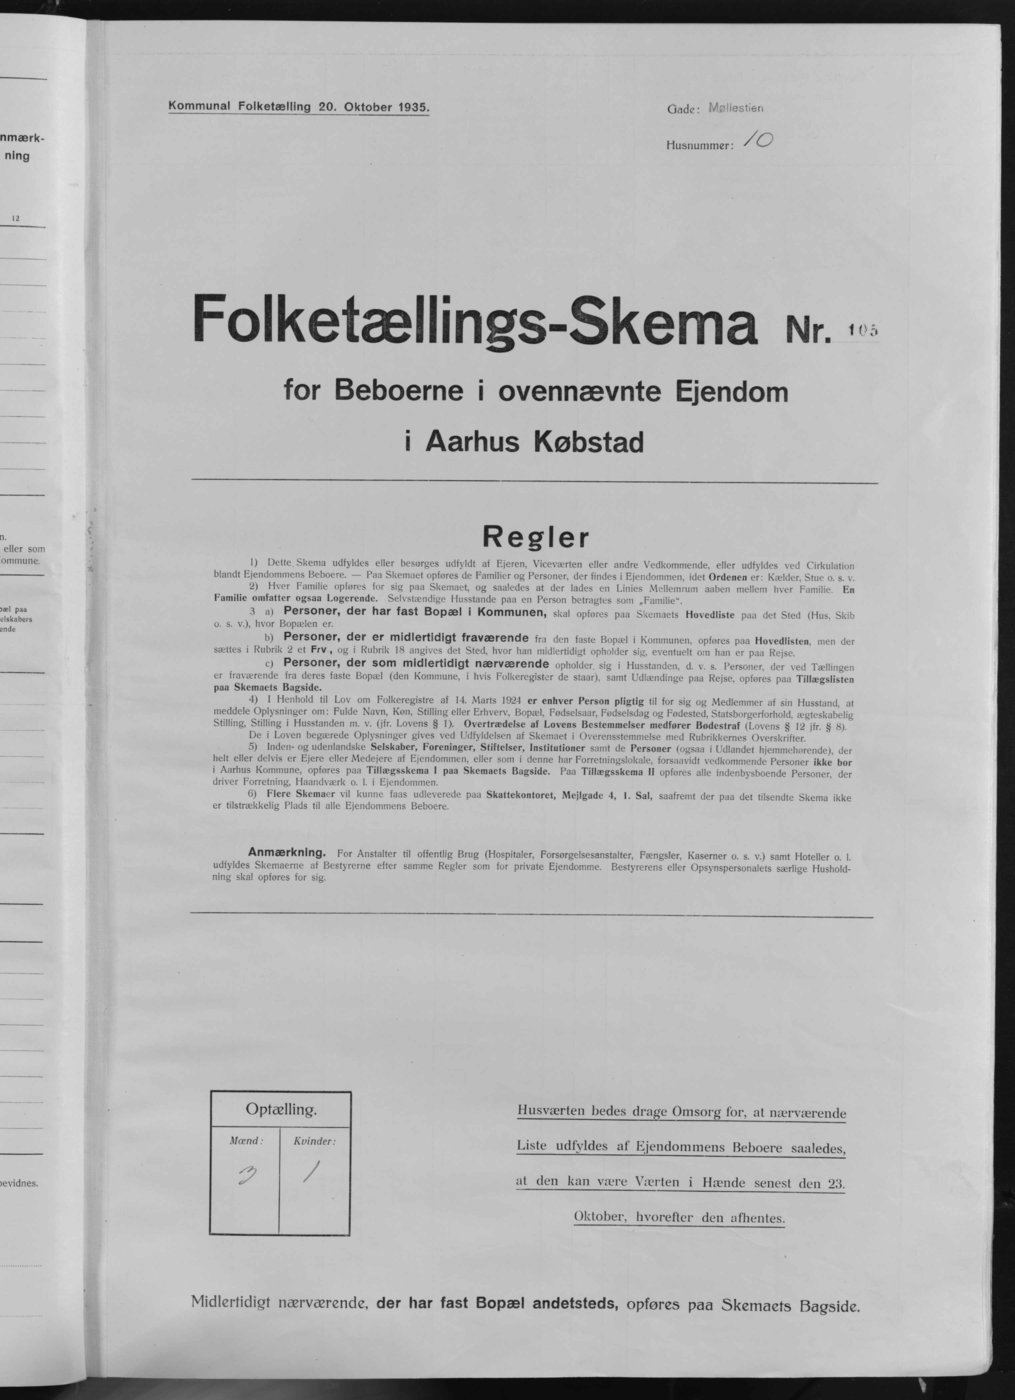 nmærk-
ning
12
n.
eller som
ommune.
pæl paa
elskabers
ende
bevidnes.
Kommunal Folketælling 20. Oktober 1935.
Gade: Møllestien
Husnummer: 10
Folketællings-Skema Nr. 105
for Beboerne i ovennævnte Ejendom
i Aarhus Købstad
Regler
1) Dette Skema udfyldes eller besørges udfyldt af Ejeren, Viceværten eller andre Vedkommende, eller udfyldes ved Cirkulation
blandt Ejendommens Beboere. — Paa Skemaet opføres de Familier og Personer, der findes i Ejendommen, idet Ordenen er: Kælder, Stue o. s. v.
2) Hver Familie opføres for sig paa Skemaet, og saaledes at der lades en Linies Mellemrum aaben mellem hver Familie. En
Familie omfatter ogsaa Logerende. Selvstændige Husstande paa en Person betragtes som „Familie“.
3 a) Personer, der har fast Bopæl i Kommunen, skal opføres paa Skemaets Hovedliste paa det Sted (Hus, Skib
o. s. v.), hvor Bopælen er.
b) Personer, der er midlertidigt fraværende fra den faste Bopæl i Kommunen, opføres paa Hovedlisten, men der
sættes i Rubrik 2 et Frv., og i Rubrik 18 angives det Sted, hvor han midlertidigt opholder sig, eventuelt om han er paa Rejse.
c) Personer, der som midlertidigt nærværende opholder sig i Husstanden, d. v. s. Personer, der ved Tællingen
er fraværende fra deres faste Bopæl (den Kommune, i hvis Folkeregister de staar), samt Udlændinge paa Rejse, opføres paa Tillægslisten
paa Skemaets Bagside.
4) I Henhold til Lov om Folkeregistre af 14. Marts 1924 er enhver Person pligtig til for sig og Medlemmer af sin Husstand, at
meddele Oplysninger om: Fulde Navn, Køn, Stilling eller Erhverv, Bopæl, Fødselsaar, Fødselsdag og Fødested, Statsborgerforhold, ægteskabelig
Stilling, Stilling i Husstanden m. v. (jfr. Lovens § 1). Overtrædelse af Lovens Bestemmelser medfører Bødestraf (Lovens § 12 jfr. § 8).
De i Loven begærede Oplysninger gives ved Udfyldelsen af Skemaet i Overensstemmelse med Rubrikkernes Overskrifter.
5) Inden- og udenlandske Selskaber, Foreninger, Stiftelser, Institutioner samt de Personer (ogsaa i Udlandet hjemmehørende), der
helt eller delvis er Ejere eller Medejere af Ejendommen, eller som i denne har Forretningslokale, forsaavidt vedkommende Personer ikke bor
i Aarhus Kommune, opføres paa Tillægsskema I paa Skemaets Bagside. Paa Tillægsskema II opføres alle indenbysboende Personer, der
driver Forretning, Haandværk o. l. i Ejendommen.
6) Flere Skemaer vil kunne faas udleverede paa Skattekontoret, Mejlgade 4, 1. Sal, saafremt der paa det tilsendte Skema ikke
er tilstrækkelig Plads til alle Ejendommens Beboere.
Anmærkning. For Anstalter til offentlig Brug (Hospitaler, Forsørgelsesanstalter, Fængsler, Kaserner o. s. v.) samt Hoteller o. l.
udfyldes Skemaerne af Bestyrerne efter samme Regler som for private Ejendomme. Bestyrerens eller Opsynspersonalets særlige Hushold-
ning skal opføres for sig.
Optælling.
Mænd: Kvinder:
3 1
Husværten bedes drage Omsorg for, at nærværende
Liste udfyldes af Ejendommens Beboere saaledes,
at den kan være Værten i Hænde senest den 23.
Oktober, hvorefter den afhentes.
Midlertidigt nærværende, der har fast Bopæl andetsteds, opføres paa Skemaets Bagside.